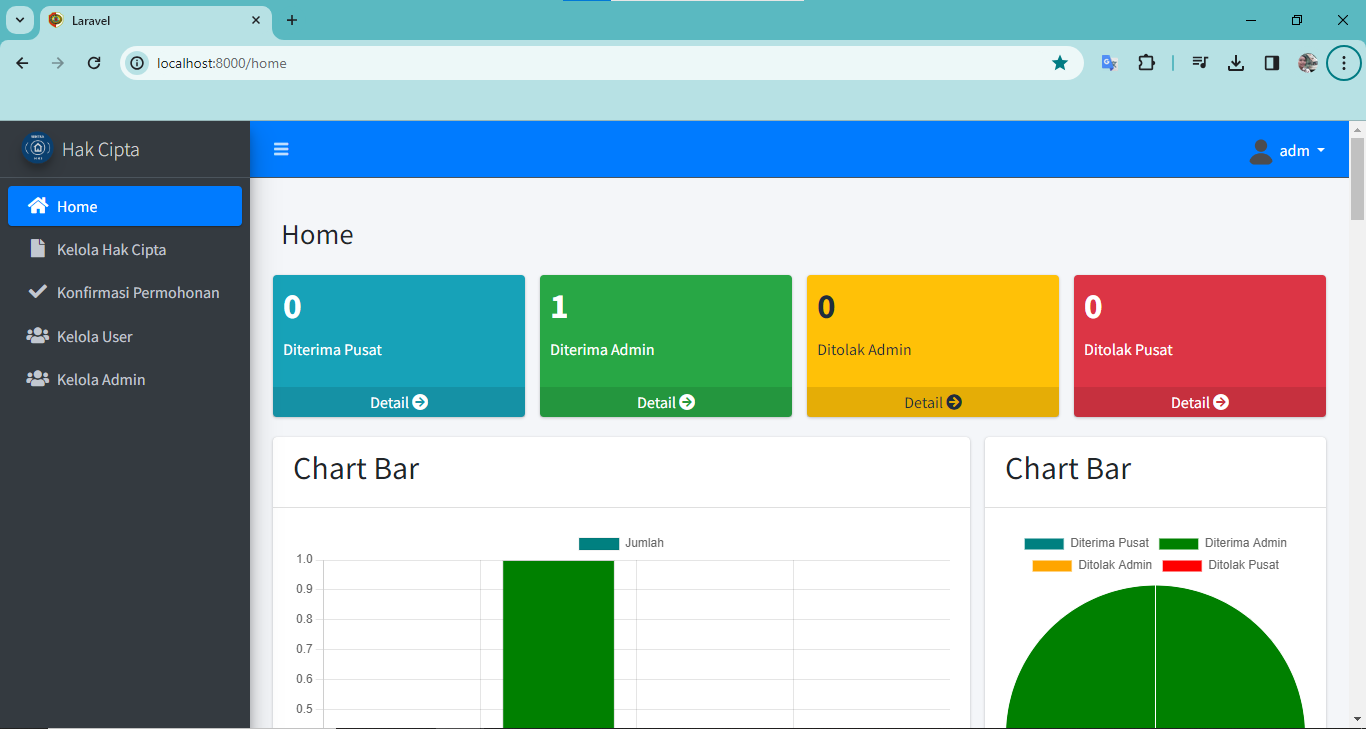 Laravel
localhost:8000/home
Hak Cipta
adm
Home
Kelola Hak Cipta
Konfirmasi Permohonan
Kelola User
Kelola Admin
Home
0
Diterima Pusat
Detail
1
Diterima Admin
Detail
0
Ditolak Admin
Detail
0
Ditolak Pusat
Detail
Chart Bar
Jumlah
1.0
0.9
0.8
0.7
0.6
0.5
Chart Bar
Diterima Pusat Diterima Admin
Ditolak Admin Ditolak Pusat